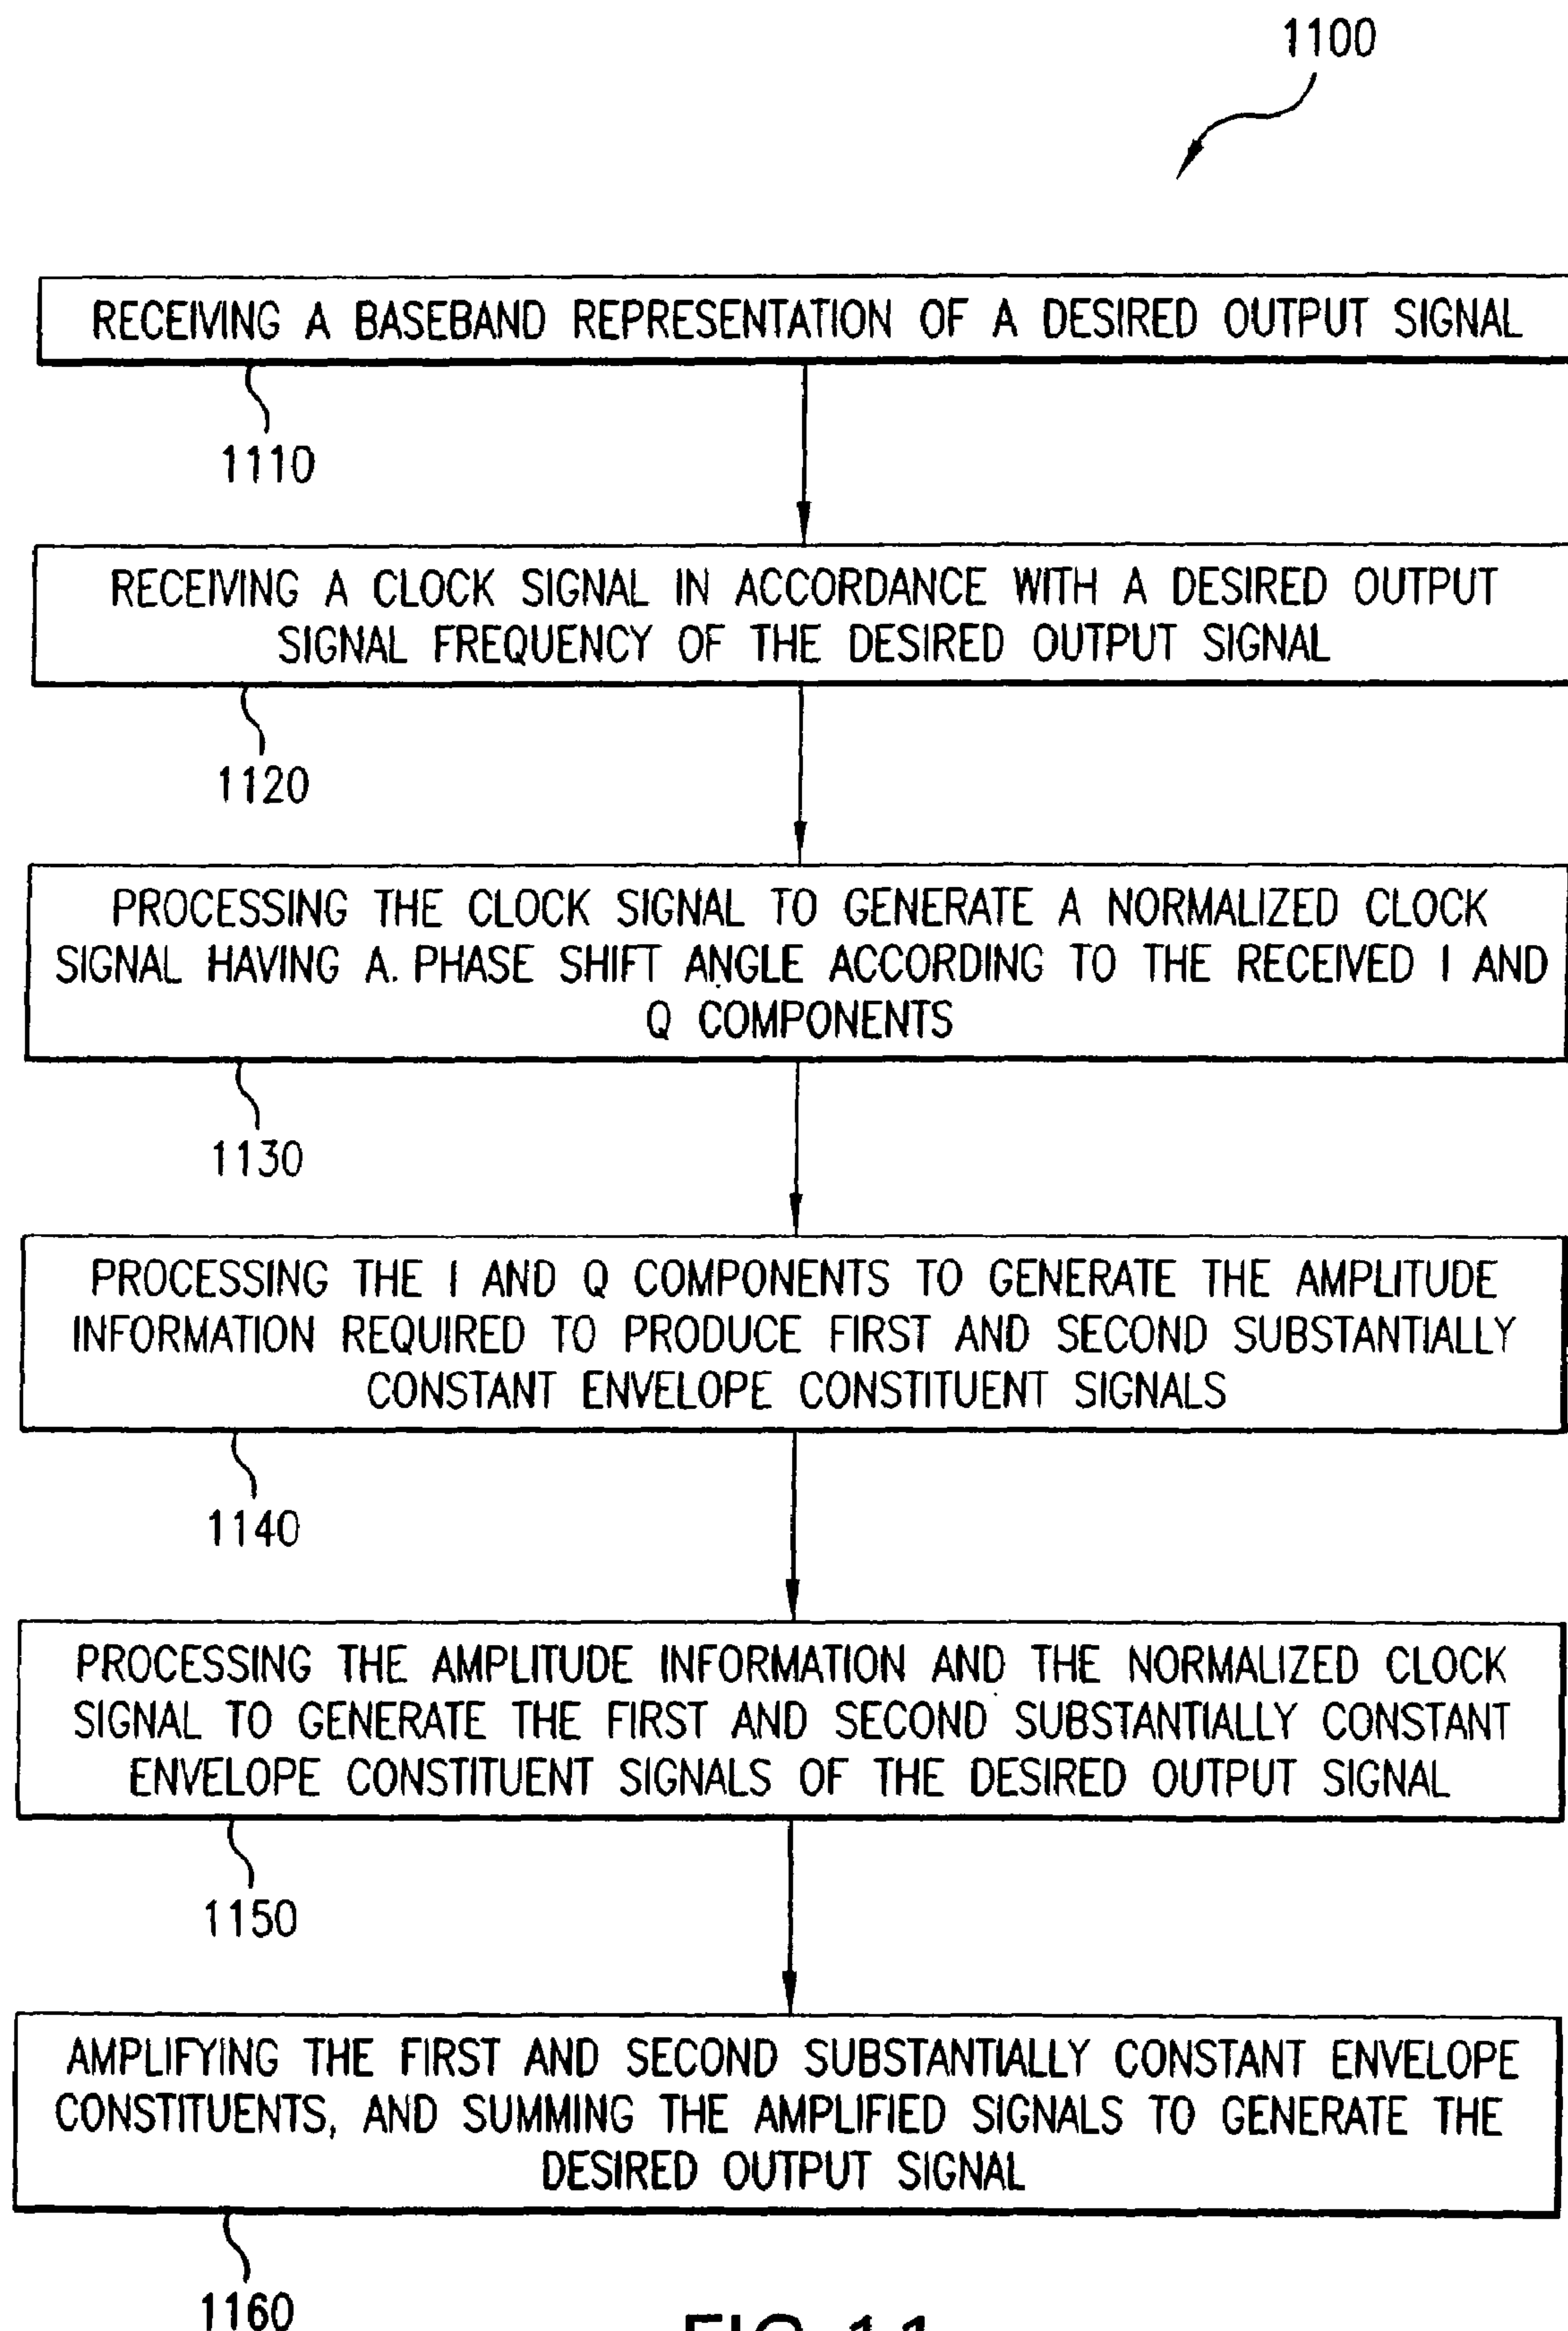 1100
RECEIVING A BASEBAND REPRESENTATION OF A DESIRED OUTPUT SIGNAL
1110
RECEIVING A CLOCK SIGNAL IN ACCORDANCE WITH A DESIRED OUTPUT
SIGNAL FREQUENCY OF THE DESIRED OUTPUT SIGNAL
1120
PROCESSING THE CLOCK SIGNAL TO GENERATE A NORMALIZED CLOCK
SIGNAL HAVING A. PHASE SHIFT ANGLE ACCORDING TO THE RECEIVED I AND
Q COMPONENTS
1130
PROCESSING THE I AND Q COMPONENTS TO GENERATE THE AMPLITUDE
INFORMATION REQUIRED TO PRODUCE FIRST AND SECOND SUBSTANTIALLY
CONSTANT ENVELOPE CONSTITUENT SIGNALS
1140
PROCESSING THE AMPLITUDE INFORMATION AND THE NORMALIZED CLOCK
SIGNAL TO GENERATE THE FIRST AND SECOND SUBSTANTIALLY CONSTANT
ENVELOPE CONSTITUENT SIGNALS OF THE DESIRED OUTPUT SIGNAL
1150
AMPLIFYING THE FIRST AND SECOND SUBSTANTIALLY CONSTANT ENVELOPE
CONSTITUENTS, AND SUMMING THE AMPLIFIED SIGNALS TO GENERATE THE
DESIRED OUTPUT SIGNAL
1160
FIG. 11